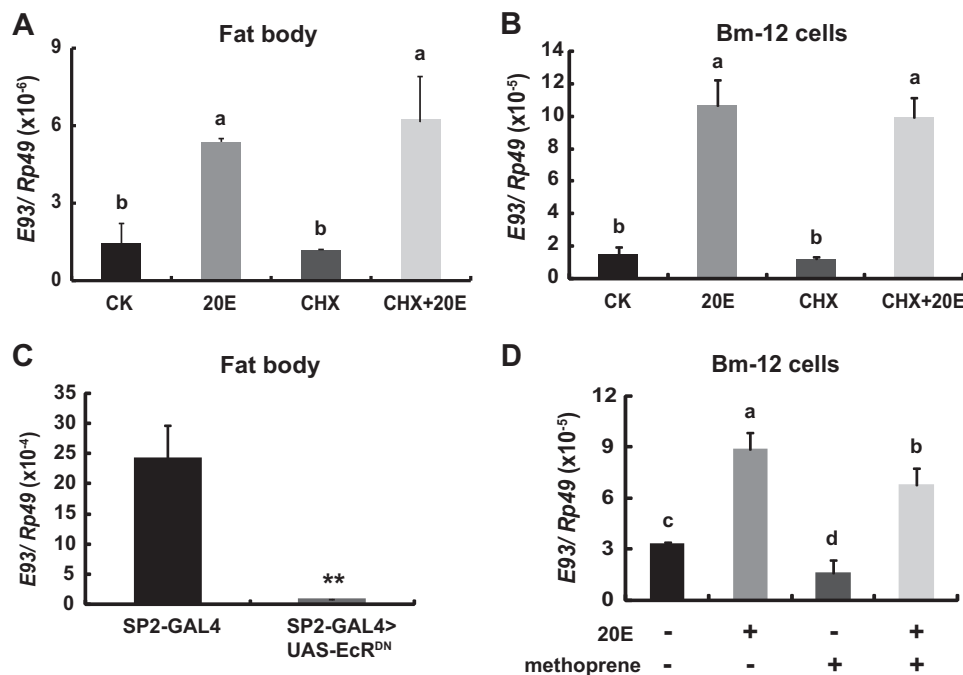 A
Fat body
E93/ Rp49 (x10⁻⁶)
9
6
3
0
b
a
b
a
CK 20E CHX CHX+20E
B
Bm-12 cells
E93/ Rp49 (x10⁻⁵)
14
12
10
8
6
4
2
0
b
a
b
a
CK 20E CHX CHX+20E
C
Fat body
E93/ Rp49 (x10⁻⁴)
35
30
25
20
15
10
5
0
**
SP2-GAL4 SP2-GAL4>
UAS-EcRᴰᴺ
D
Bm-12 cells
E93/ Rp49 (x10⁻⁵)
12
9
6
3
0
c
a
d
b
20E - + - +
methoprene - - + +